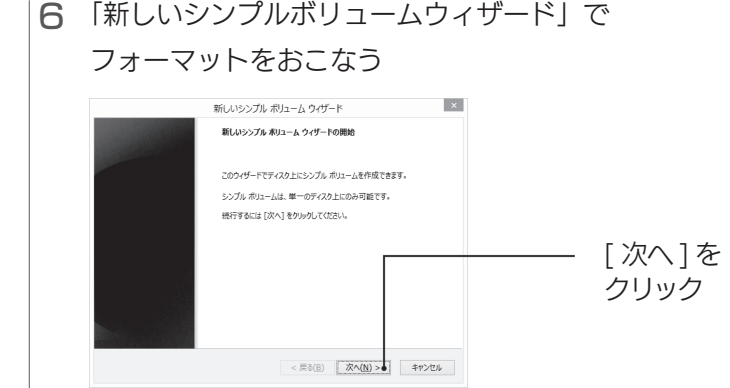 6 「新しいシンプルボリュームウィザード」で
フォーマットをおこなう
新しいシンプル ボリューム ウィザード
×
新しいシンプル ボリューム ウィザードの開始
このウィザードでディスク上にシンプル ボリュームを作成できます。
シンプル ボリュームは、単一のディスク上にのみ可能です。
続行するには [次へ] をクリックしてください。
[ 次へ ] を
クリック
< 戻る(B) 次へ(N) > キャンセル